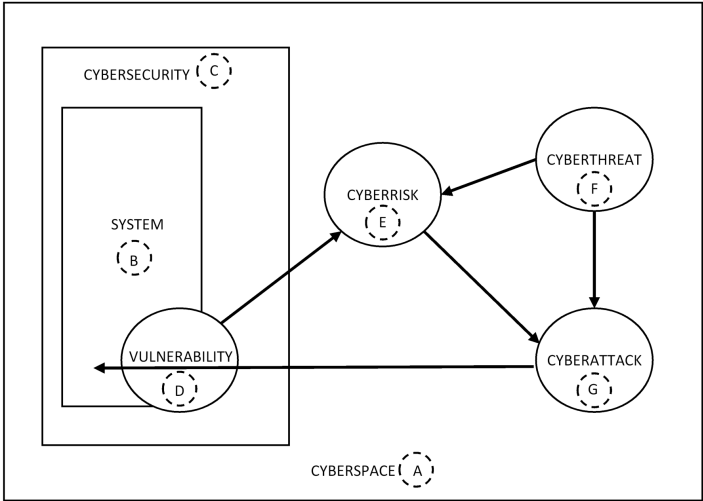 CYBERSECURITY C
CYBERTHREAT
F
CYBERRISK
E
SYSTEM
B
VULNERABILITY
D
CYBERATTACK
G
CYBERSPACE A